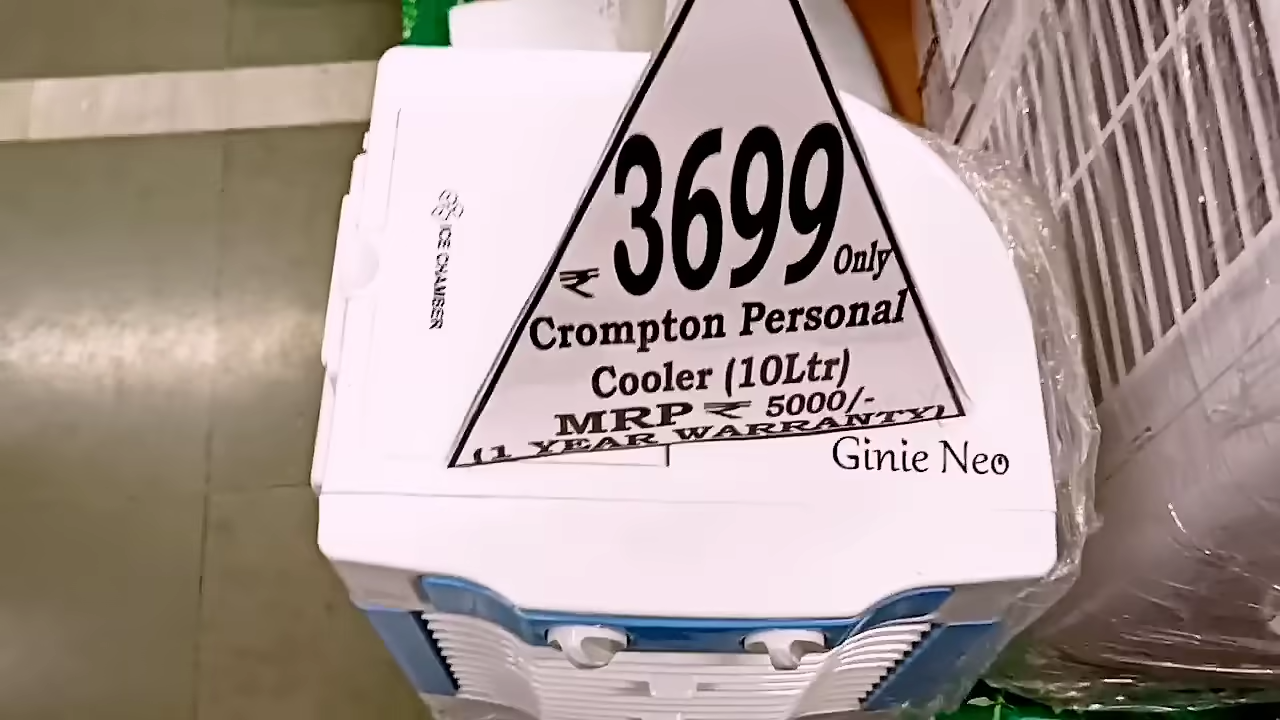 ₹ 3699 Only
Crompton Personal
Cooler (10Ltr)
MRP ₹ 5000/-
(1 YEAR WARRANTY)
Ginie Neo
ICE CHAMBER